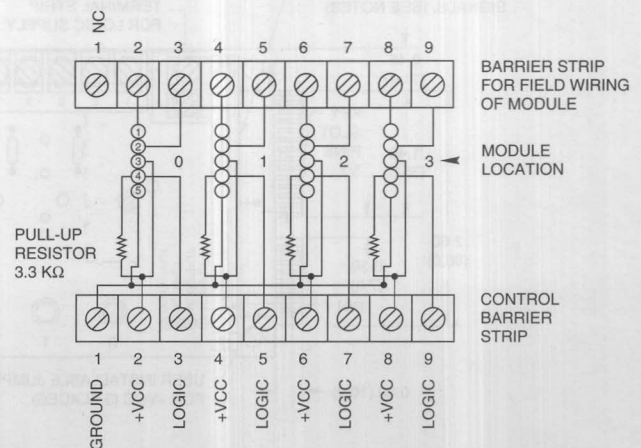 NC
1 2 3 4 5 6 7 8 9
BARRIER STRIP
FOR FIELD WIRING
OF MODULE
1
2
3
4
5
0 1 2 3
MODULE
LOCATION
PULL-UP
RESISTOR
3.3 KΩ
CONTROL
BARRIER
STRIP
1 2 3 4 5 6 7 8 9
GROUND
+VCC
LOGIC
+VCC
LOGIC
+VCC
LOGIC
+VCC
LOGIC